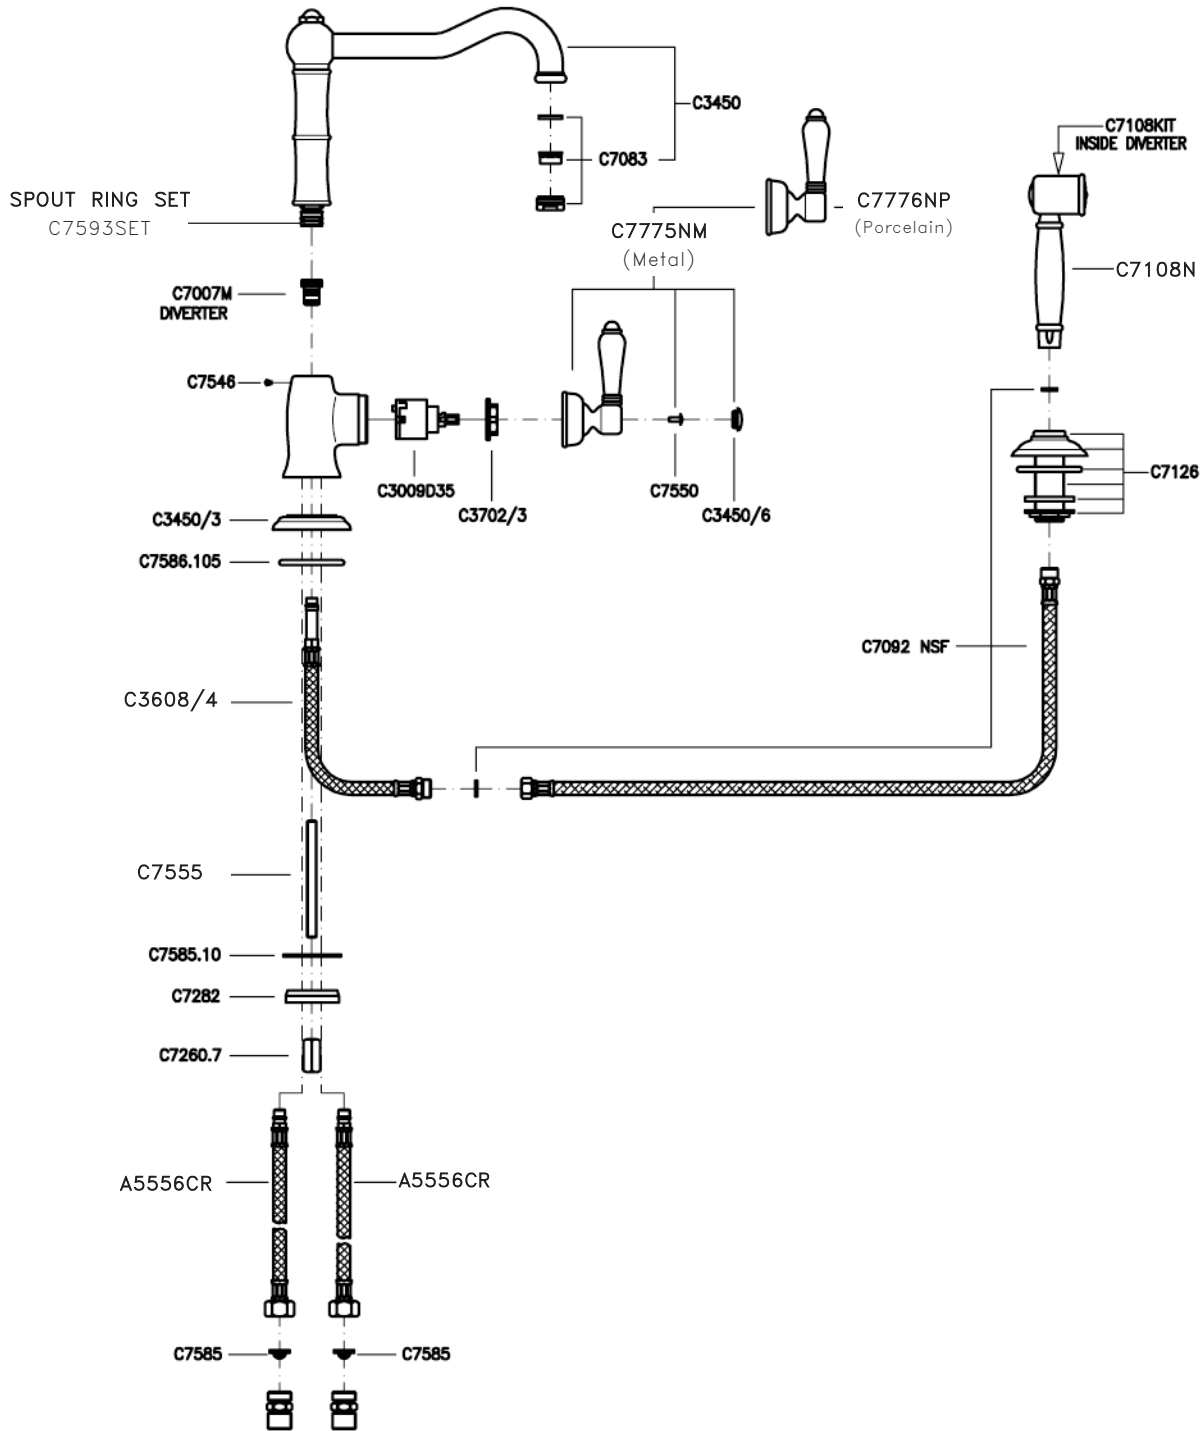 C3450
C7083
C7108KIT
INSIDE DIVERTER
SPOUT RING SET
C7593SET
C7775NM
(Metal)
C7776NP
(Porcelain)
C7108N
C7007M
DIVERTER
C7546
C3009D35
C3702/3
C7550
C3450/6
C7126
C3450/3
C7586.105
C7092 NSF
C3608/4
C7555
C7585.10
C7282
C7260.7
A5556CR
A5556CR
C7585
C7585